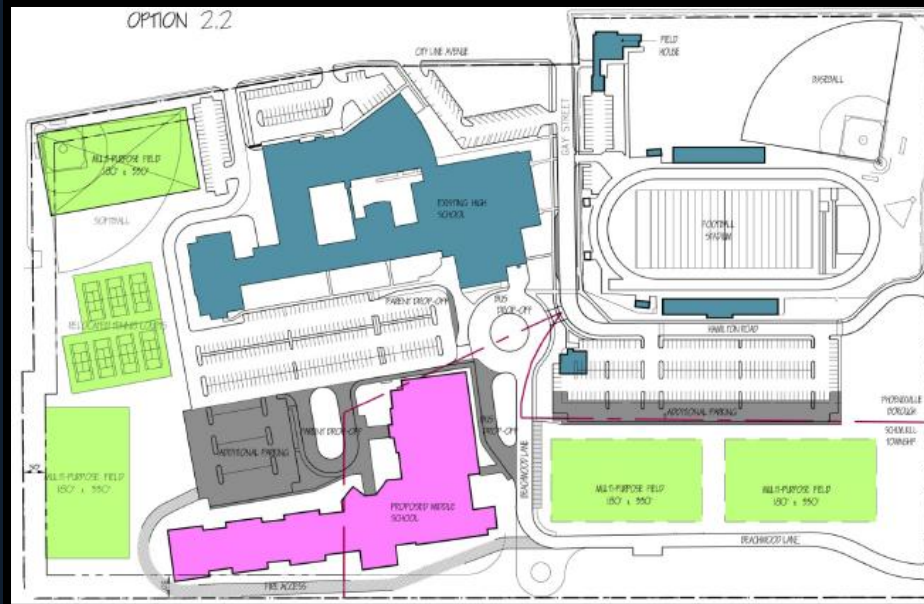 OPTION 2.2
CITY LINE AVENUE
FIELD
HOUSE
BASEBALL
GAY STREET
MULTI-PURPOSE FIELD
180' x 330'
SOFTBALL
EXISTING HIGH
SCHOOL
FOOTBALL
STADIUM
RELOCATED TENNIS COURTS
PARENT DROP-OFF
BUS
DROP-OFF
HAMILTON ROAD
PHOENIXVILLE
BOROUGH
SCHUYLKILL
TOWNSHIP
ADDITIONAL PARKING
PARENT DROP-OFF
BUS
DROP-OFF
ADDITIONAL PARKING
MULTI-PURPOSE FIELD
180' x 330'
MULTI-PURPOSE FIELD
180' x 330'
MULTI-PURPOSE FIELD
180' x 330'
PROPOSED MIDDLE
SCHOOL
BEACHWOOD LANE
BEACHWOOD LANE
FIRE ACCESS